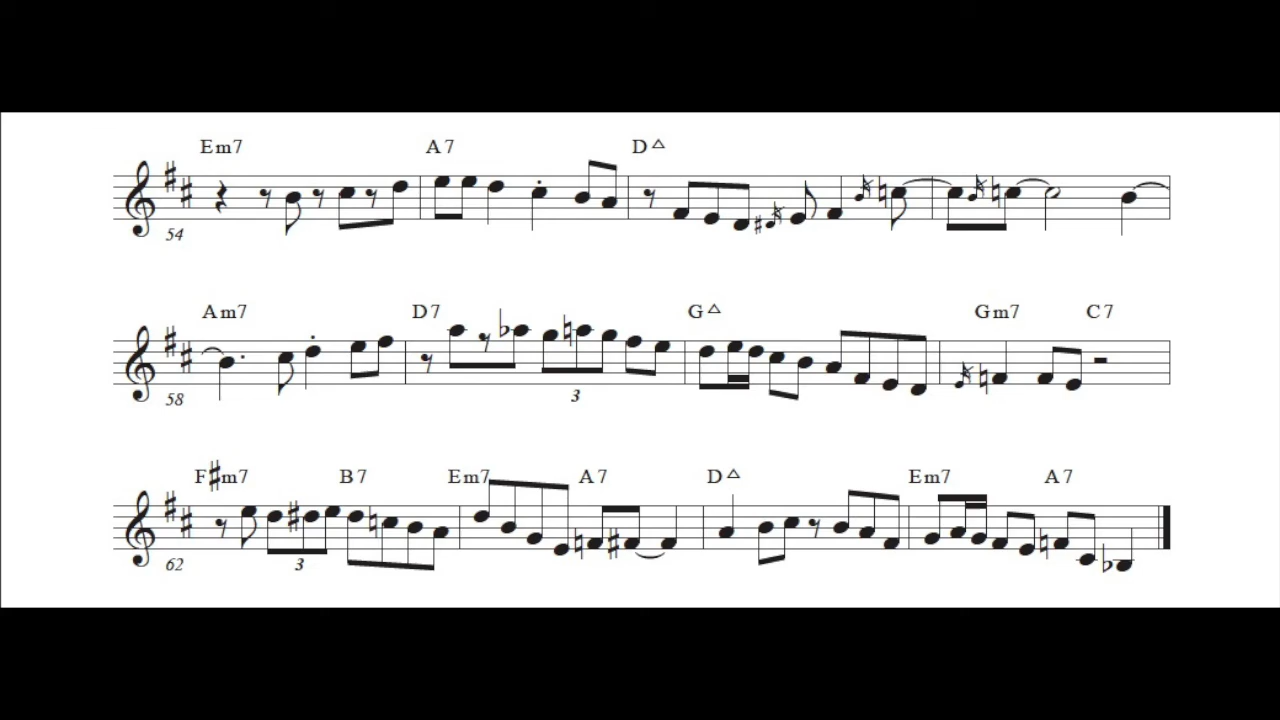 Em7 A7 D△
54
Am7 D7 G△ Gm7 C7
58 3
F#m7 B7 Em7 A7 D△ Em7 A7
62 3